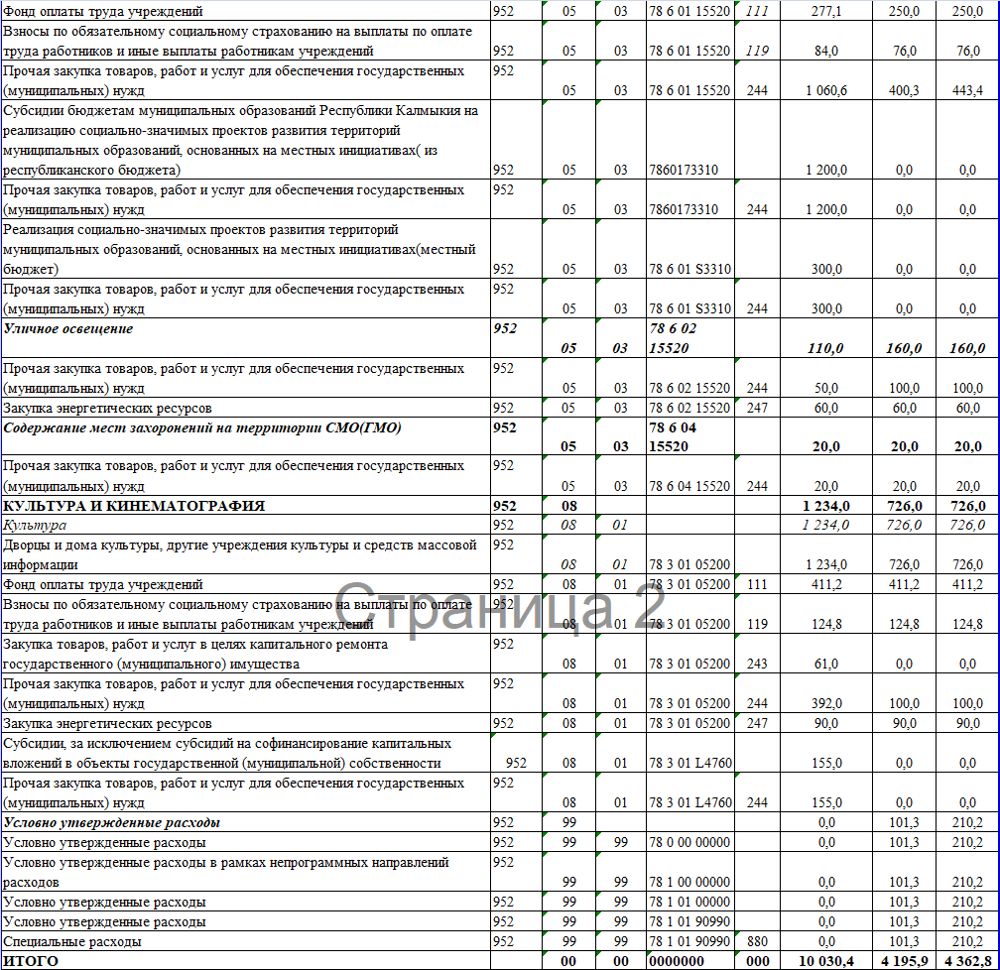 Фонд оплаты труда учреждений 952 05 03 78 6 01 15520 111 277,1 250,0 250,0
Взносы по обязательному социальному страхованию на выплаты по оплате
труда работников и иные выплаты работникам учреждений 952 05 03 78 6 01 15520 119 84,0 76,0 76,0
Прочая закупка товаров, работ и услуг для обеспечения государственных 952
(муниципальных) нужд 05 03 78 6 01 15520 244 1 060,6 400,3 443,4
Субсидии бюджетам муниципальных образований Республики Калмыкия на
реализацию социально-значимых проектов развития территорий
муниципальных образований, основанных на местных инициативах( из
республиканского бюджета) 952 05 03 7860173310 1 200,0 0,0 0,0
Прочая закупка товаров, работ и услуг для обеспечения государственных 952
(муниципальных) нужд 05 03 7860173310 244 1 200,0 0,0 0,0
Реализация социально-значимых проектов развития территорий
муниципальных образований, основанных на местных инициативах(местный
бюджет) 952 05 03 78 6 01 S3310 300,0 0,0 0,0
Прочая закупка товаров, работ и услуг для обеспечения государственных 952
(муниципальных) нужд 05 03 78 6 01 S3310 244 300,0 0,0 0,0
Уличное освещение 952 78 6 02
05 03 15520 110,0 160,0 160,0
Прочая закупка товаров, работ и услуг для обеспечения государственных 952
(муниципальных) нужд 05 03 78 6 02 15520 244 50,0 100,0 100,0
Закупка энергетических ресурсов 952 05 03 78 6 02 15520 247 60,0 60,0 60,0
Содержание мест захоронений на территории СМО(ГМО) 952 78 6 04
05 03 15520 20,0 20,0 20,0
Прочая закупка товаров, работ и услуг для обеспечения государственных 952
(муниципальных) нужд 05 03 78 6 04 15520 244 20,0 20,0 20,0
КУЛЬТУРА И КИНЕМАТОГРАФИЯ 952 08 1 234,0 726,0 726,0
Культура 952 08 01 1 234,0 726,0 726,0
Дворцы и дома культуры, другие учреждения культуры и средств массовой 952
информации 08 01 78 3 01 05200 1 234,0 726,0 726,0
Фонд оплаты труда учреждений 952 08 01 78 3 01 05200 111 411,2 411,2 411,2
Страница 2
Взносы по обязательному социальному страхованию на выплаты по оплате 952
труда работников и иные выплаты работникам учреждений 08 01 78 3 01 05200 119 124,8 124,8 124,8
Закупка товаров, работ и услуг в целях капитального ремонта 952
государственного (муниципального) имущества 08 01 78 3 01 05200 243 61,0 0,0 0,0
Прочая закупка товаров, работ и услуг для обеспечения государственных 952
(муниципальных) нужд 08 01 78 3 01 05200 244 392,0 100,0 100,0
Закупка энергетических ресурсов 952 08 01 78 3 01 05200 247 90,0 90,0 90,0
Субсидии, за исключением субсидий на софинансирование капитальных
вложений в объекты государственной (муниципальной) собственности 952 08 01 78 3 01 L4760 155,0 0,0 0,0
Прочая закупка товаров, работ и услуг для обеспечения государственных 952
(муниципальных) нужд 08 01 78 3 01 L4760 244 155,0 0,0 0,0
Условно утвержденные расходы 952 99 0,0 101,3 210,2
Условно утвержденные расходы 952 99 99 78 0 00 00000 0,0 101,3 210,2
Условно утвержденные расходы в рамках непрограммных направлений 952
расходов 99 99 78 1 00 00000 0,0 101,3 210,2
Условно утвержденные расходы 952 99 99 78 1 01 00000 0,0 101,3 210,2
Условно утвержденные расходы 952 99 99 78 1 01 90990 0,0 101,3 210,2
Специальные расходы 952 99 99 78 1 01 90990 880 0,0 101,3 210,2
ИТОГО 00 00 0000000 000 10 030,4 4 195,9 4 362,8